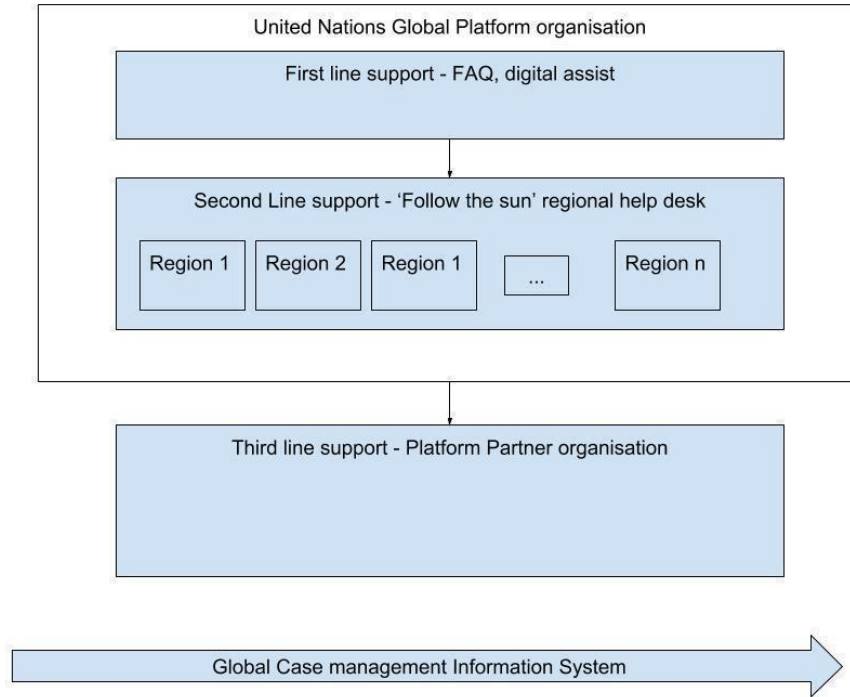 United Nations Global Platform organisation
First line support - FAQ, digital assist
Second Line support - ‘Follow the sun’ regional help desk
Region 1 Region 2 Region 1 ... Region n
Third line support - Platform Partner organisation
Global Case management Information System